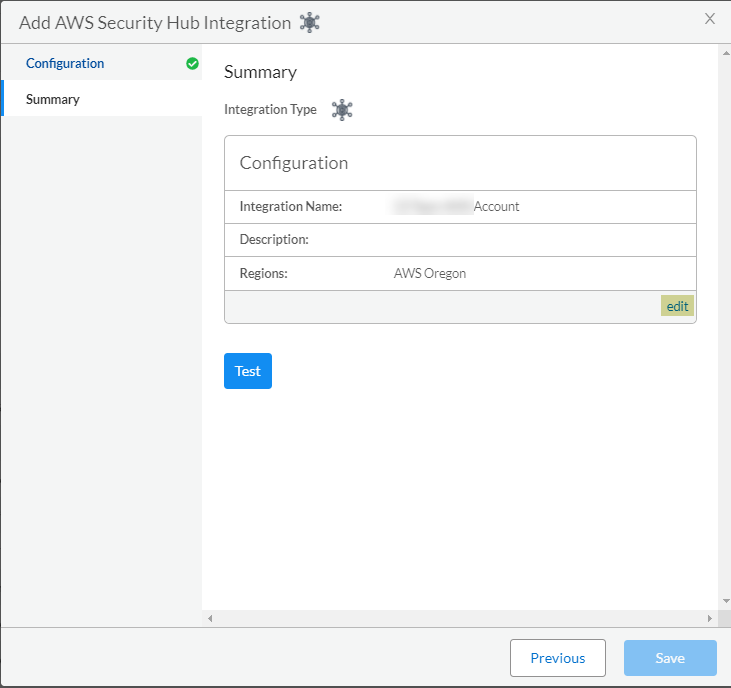 Add AWS Security Hub Integration
Configuration
Summary
Summary
Integration Type
Configuration
Integration Name: Account
Description:
Regions: AWS Oregon
edit
Test
Previous Save